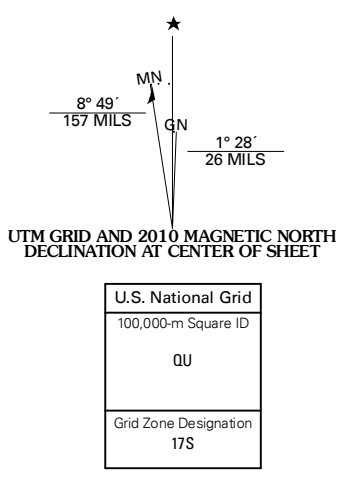 ★
MN
GN
8° 49´
157 MILS
1° 28´
26 MILS
UTM GRID AND 2010 MAGNETIC NORTH
DECLINATION AT CENTER OF SHEET
U.S. National Grid
100,000-m Square ID
QU
Grid Zone Designation
17S